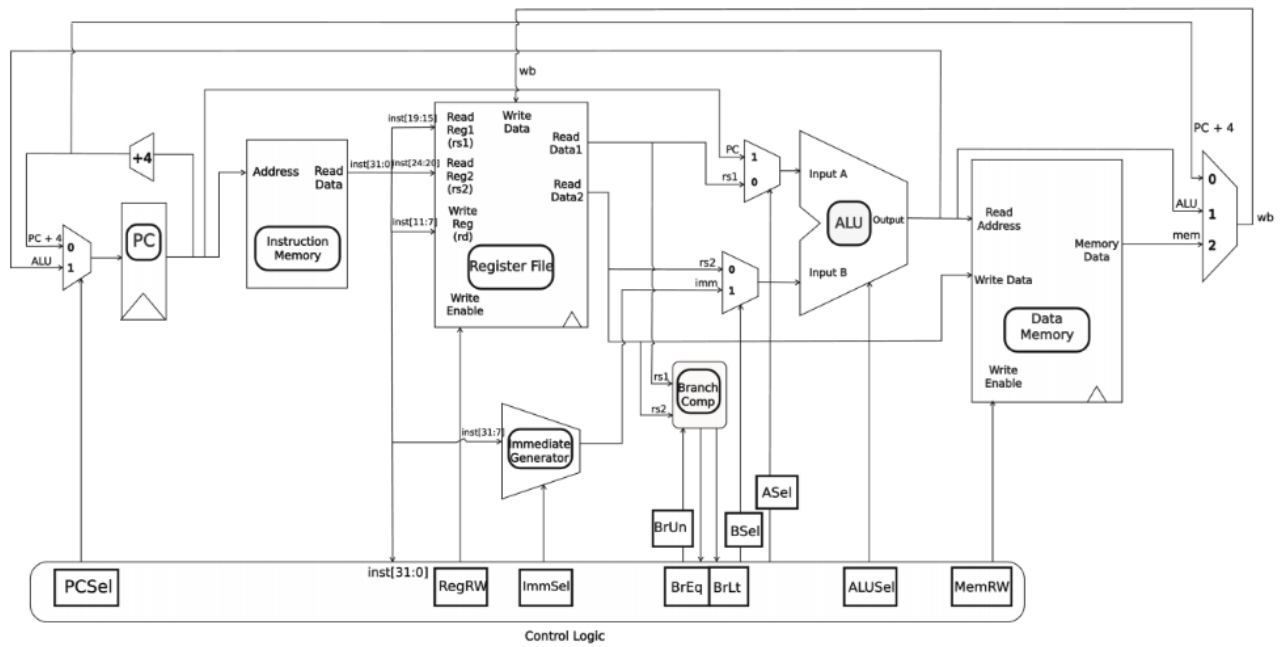 wb
PC + 4
+4
PC + 4
0
ALU
1
PC
Address
Read
Data
Instruction
Memory
inst[31:0]
inst[19:15]
inst[24:20]
inst[11:7]
Read
Reg1
(rs1)
Read
Reg2
(rs2)
Write
Reg
(rd)
Write
Data
Read
Data1
Read
Data2
Register File
Write
Enable
PC
1
rs1
0
rs2
0
imm
1
Input A
ALU
Output
Input B
Read
Address
Memory
Data
Write Data
Data
Memory
Write
Enable
0
ALU
1
mem
2
wb
rs1
rs2
Branch
Comp
inst[31:7]
Immediate
Generator
ASel
BrUn
BSel
PCSel
inst[31:0]
RegRW
ImmSel
BrEq
BrLt
ALUSel
MemRW
Control Logic